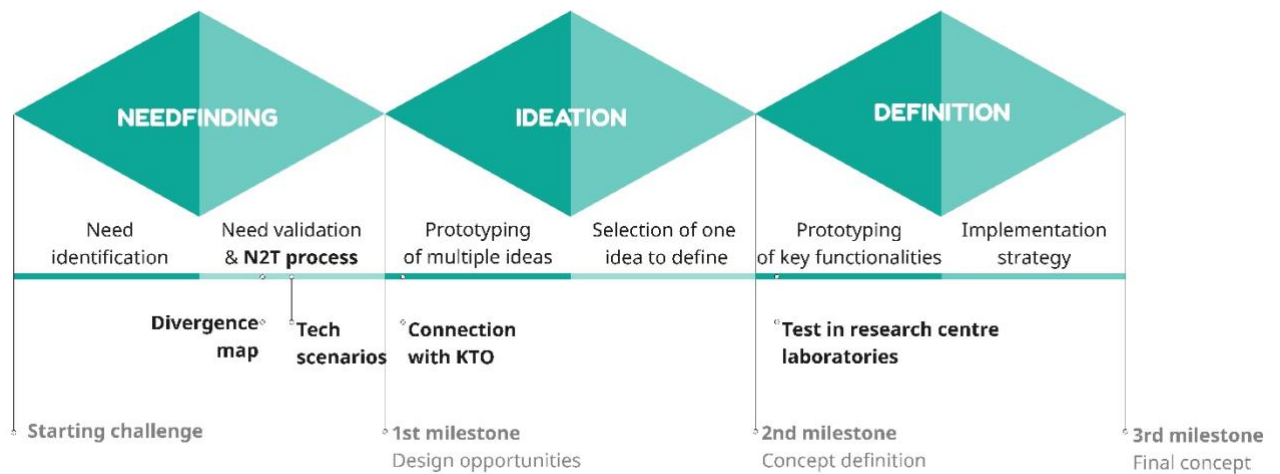 NEEDFINDING
IDEATION
DEFINITION
Need
identification
Need validation
& N2T process
Prototyping
of multiple ideas
Selection of one
idea to define
Prototyping
of key functionalities
Implementation
strategy
Divergence
map
Tech
scenarios
Connection
with KTO
Test in research centre
laboratories
Starting challenge
1st milestone
Design opportunities
2nd milestone
Concept definition
3rd milestone
Final concept